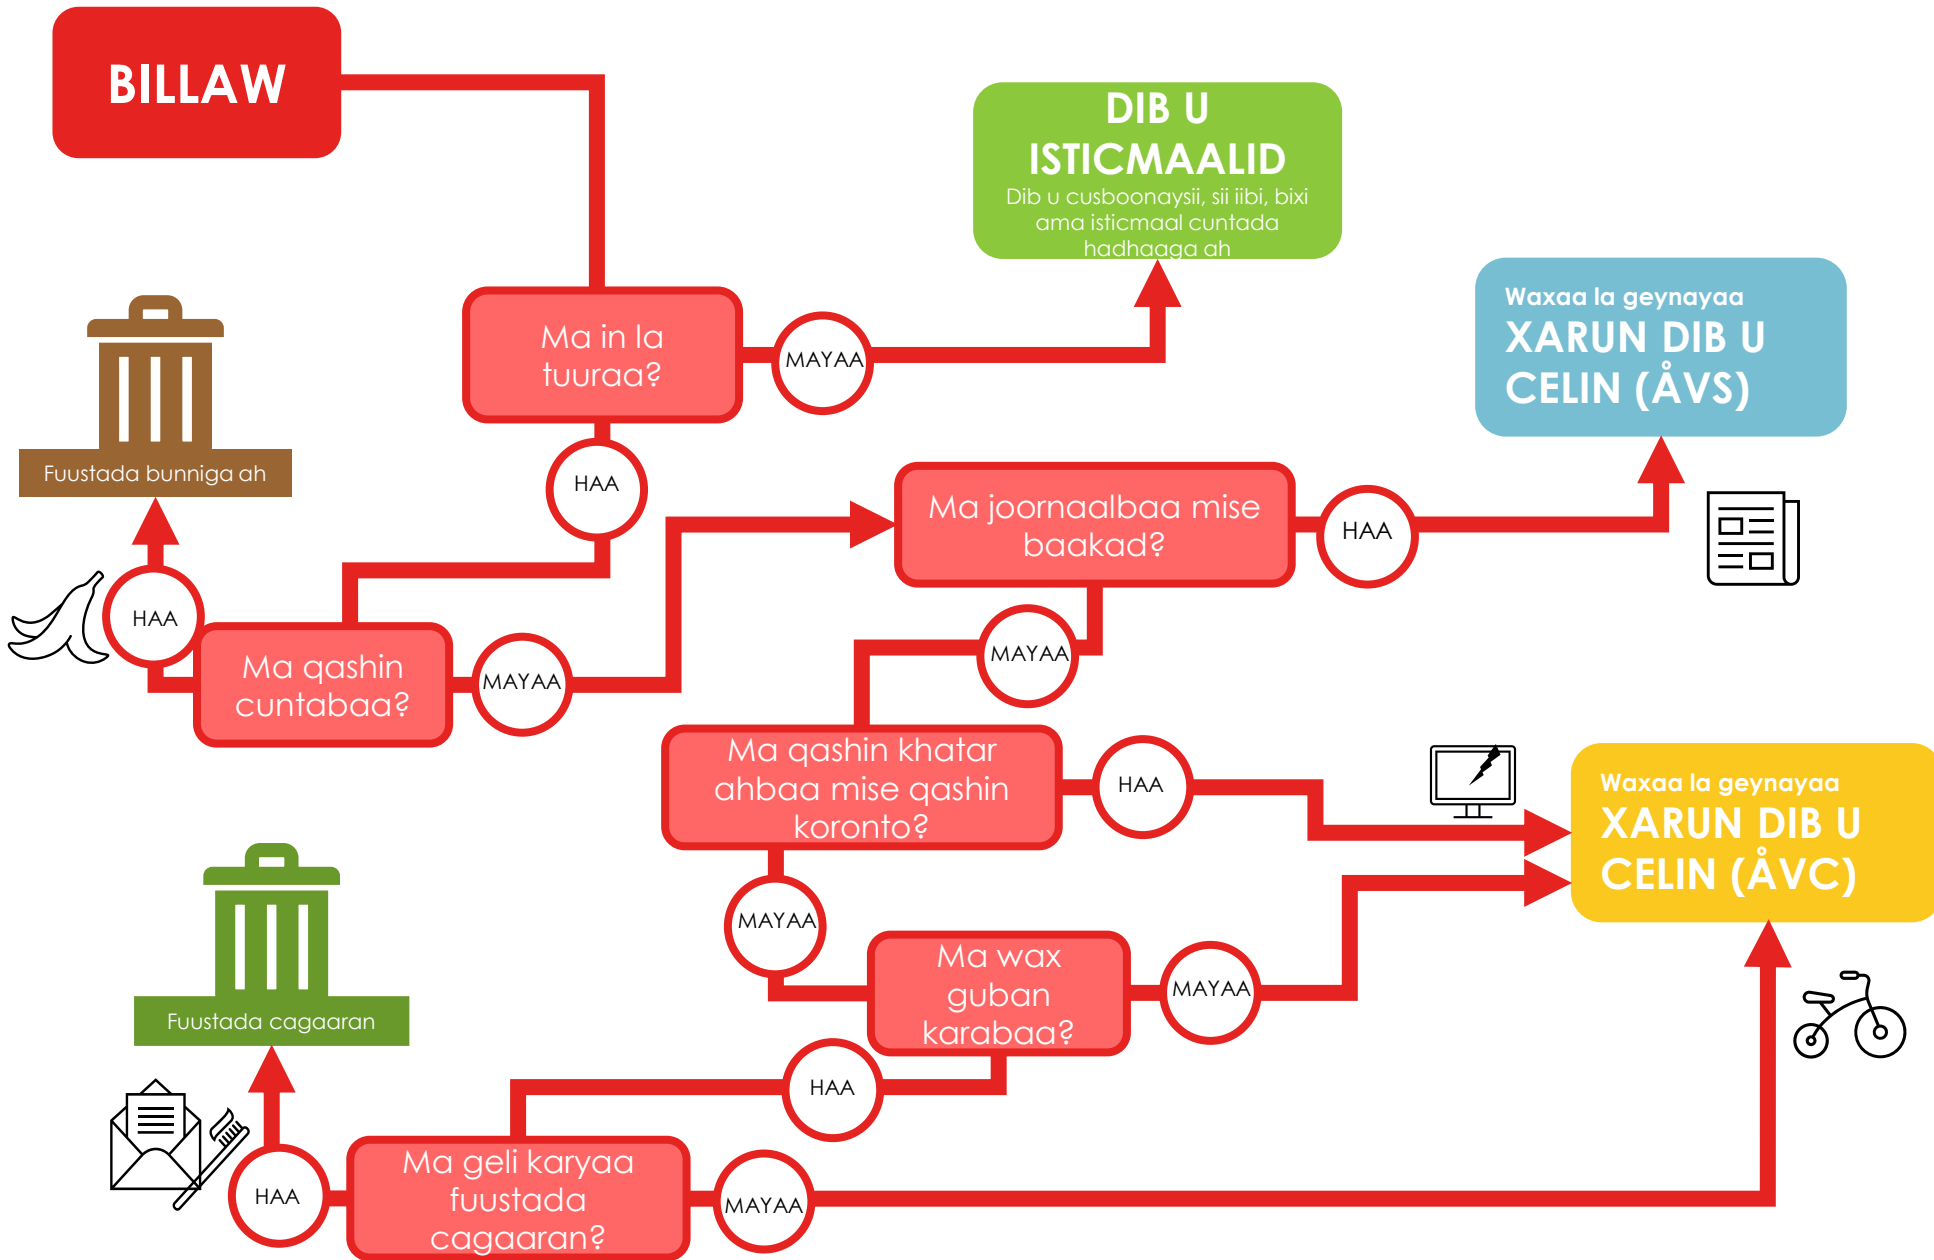 BILLAW
DIB U
ISTICMAALID
Dib u cusboonaysii, sii iibi, bixi
ama isticmaal cuntada
hadhaaga ah
Waxaa la geynayaa
XARUN DIB U
CELIN (ÅVS)
Ma in la
tuuraa?
MAYAA
HAA
Fuustada bunniga ah
HAA
Ma qashin
cuntabaa?
MAYAA
Ma joornaalbaa mise
baakad?
HAA
MAYAA
Ma qashin khatar
ahbaa mise qashin
koronto?
HAA
Waxaa la geynayaa
XARUN DIB U
CELIN (ÅVC)
MAYAA
Ma wax
guban
karabaa?
MAYAA
HAA
Fuustada cagaaran
HAA
Ma geli karyaa
fuustada
cagaaran?
MAYAA